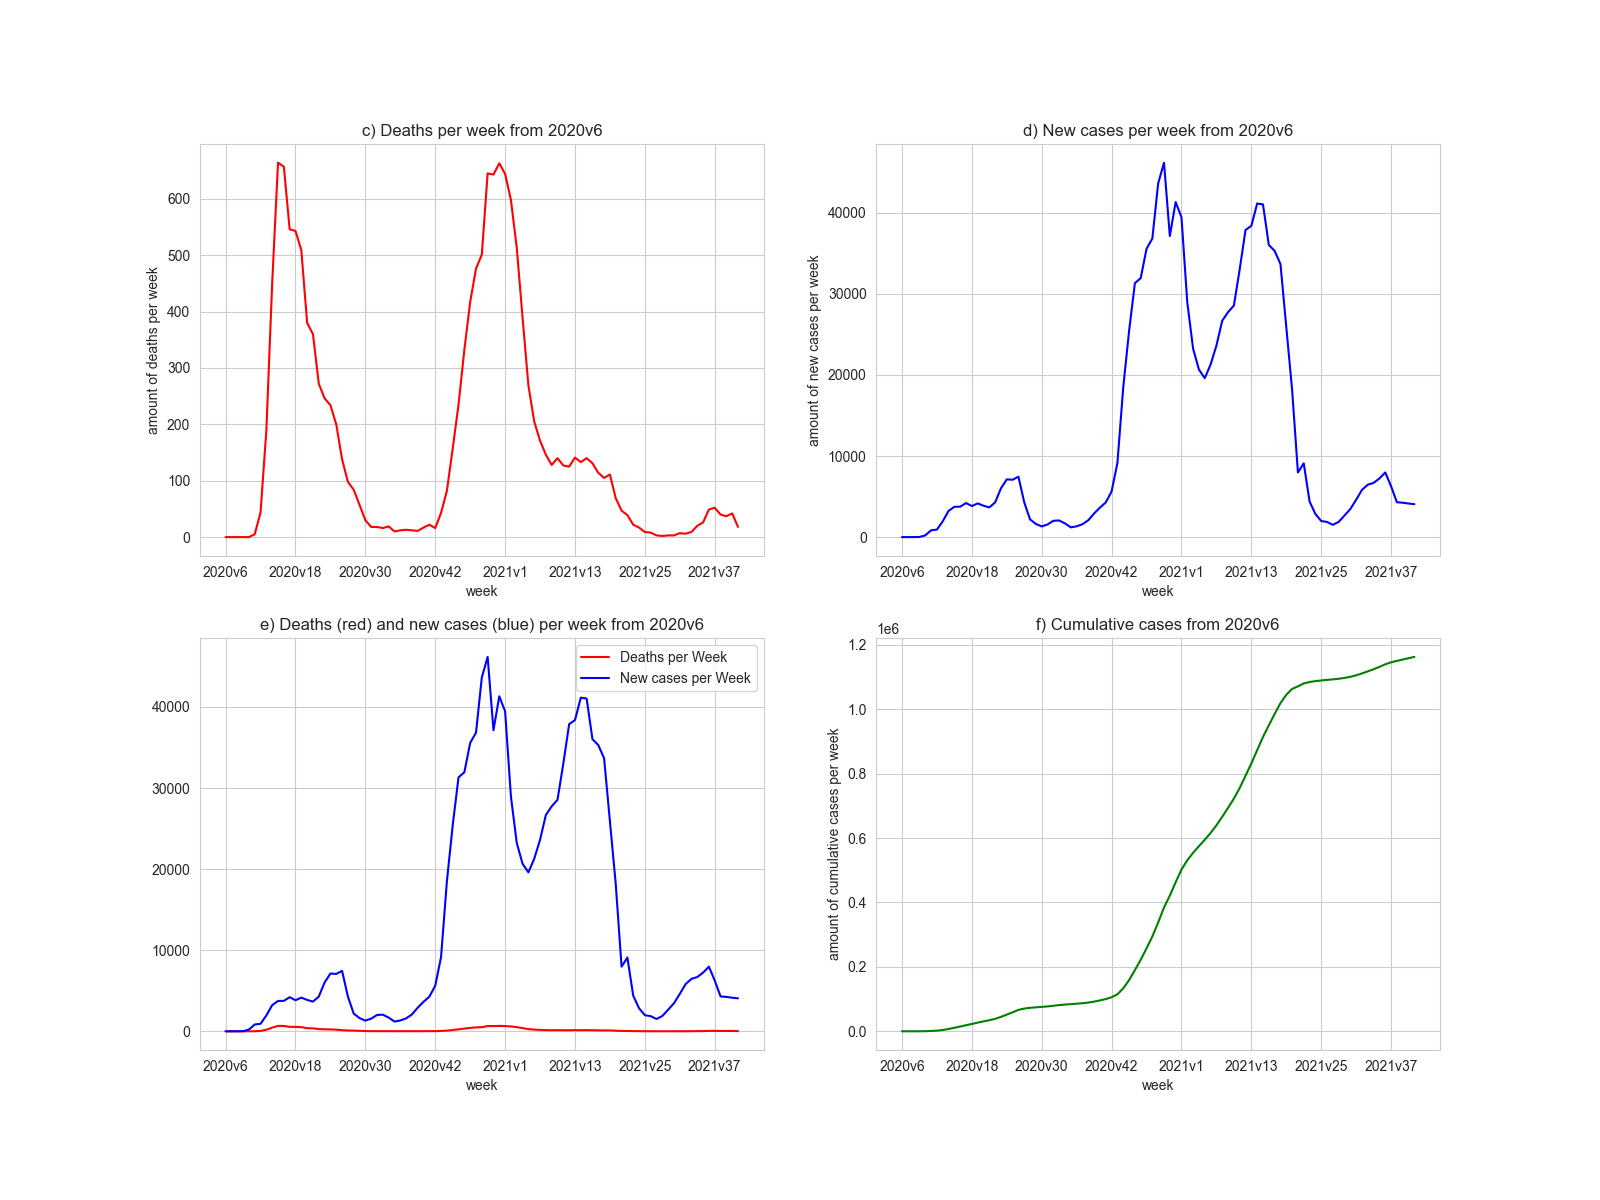 c) Deaths per week from 2020v6
amount of deaths per week
600
500
400
300
200
100
0
2020v6 2020v18 2020v30 2020v42 2021v1 2021v13 2021v25 2021v37
week
d) New cases per week from 2020v6
amount of new cases per week
40000
30000
20000
10000
0
2020v6 2020v18 2020v30 2020v42 2021v1 2021v13 2021v25 2021v37
week
e) Deaths (red) and new cases (blue) per week from 2020v6
Deaths per Week
New cases per Week
40000
30000
20000
10000
0
2020v6 2020v18 2020v30 2020v42 2021v1 2021v13 2021v25 2021v37
week
f) Cumulative cases from 2020v6
1e6
amount of cumulative cases per week
1.2
1.0
0.8
0.6
0.4
0.2
0.0
2020v6 2020v18 2020v30 2020v42 2021v1 2021v13 2021v25 2021v37
week